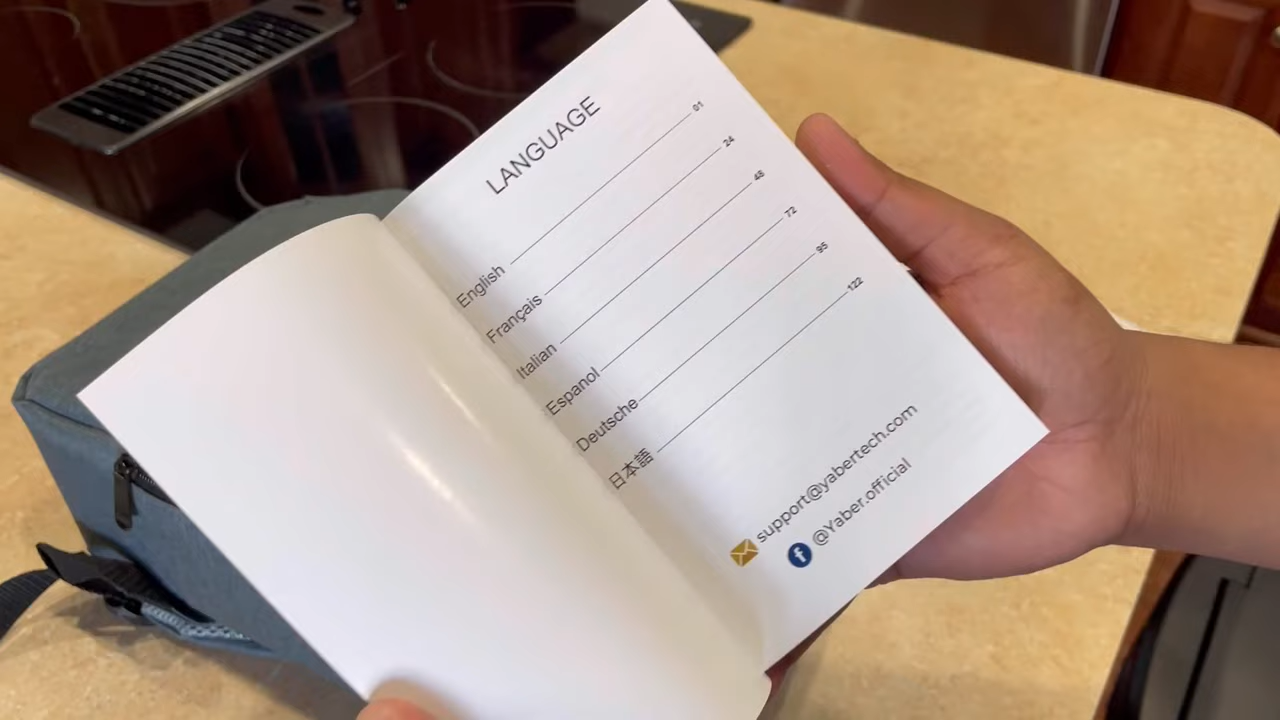 LANGUAGE
English 01
Français 24
Italian 48
Espanol 72
Deutsche 95
日本語 122
support@yabertech.com
f @Yaber.official